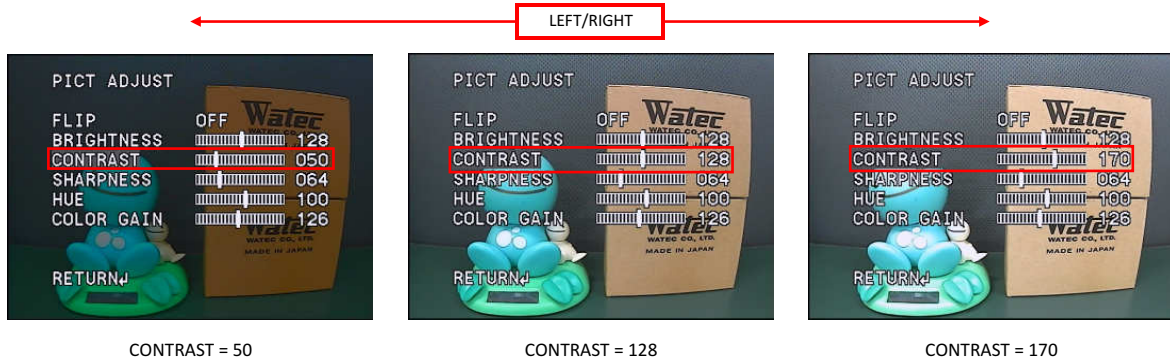 LEFT/RIGHT
PICT ADJUST
FLIP OFF
BRIGHTNESS 128
CONTRAST 050
SHARPNESS 064
HUE 100
COLOR GAIN 126
RETURN↲
Watec
WATEC CO., LTD.
MADE IN JAPAN
CONTRAST = 50
PICT ADJUST
FLIP OFF
BRIGHTNESS 128
CONTRAST 128
SHARPNESS 064
HUE 100
COLOR GAIN 126
RETURN↲
Watec
WATEC CO., LTD.
MADE IN JAPAN
CONTRAST = 128
PICT ADJUST
FLIP OFF
BRIGHTNESS 128
CONTRAST 170
SHARPNESS 064
HUE 100
COLOR GAIN 126
RETURN↲
Watec
WATEC CO., LTD.
MADE IN JAPAN
CONTRAST = 170